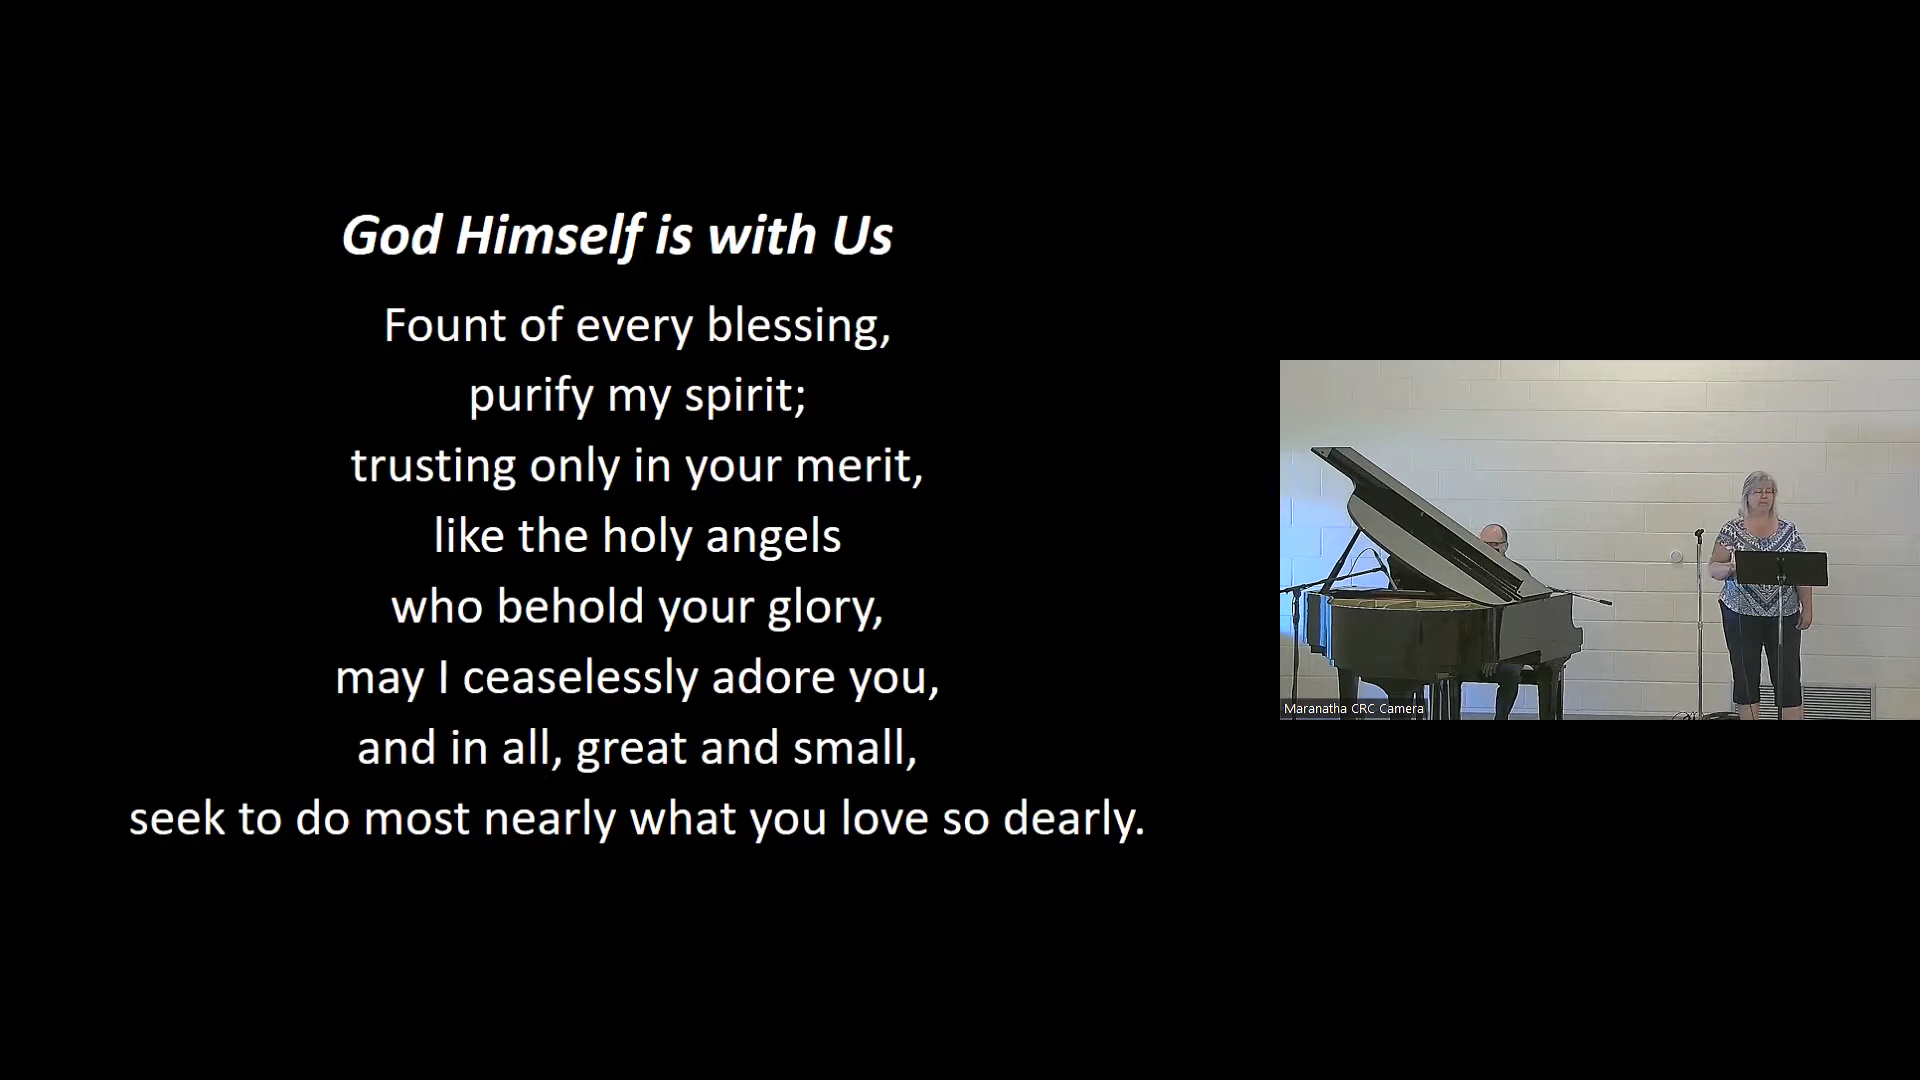 God Himself is with Us
Fount of every blessing,
purify my spirit;
trusting only in your merit,
like the holy angels
who behold your glory,
may I ceaselessly adore you,
and in all, great and small,
seek to do most nearly what you love so dearly.
Maranatha CRC Camera